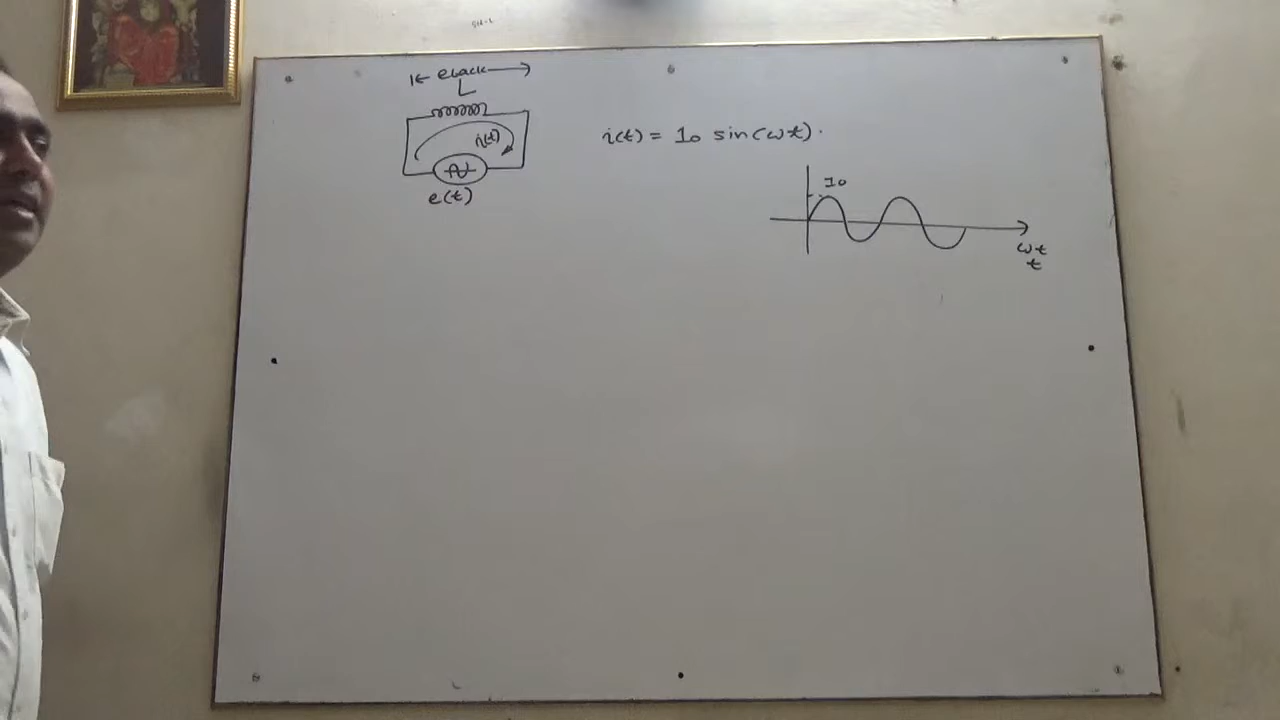 e back
L
i(t)
e(t)
i(t) = I₀ sin(ωt).
I₀
ωt
t